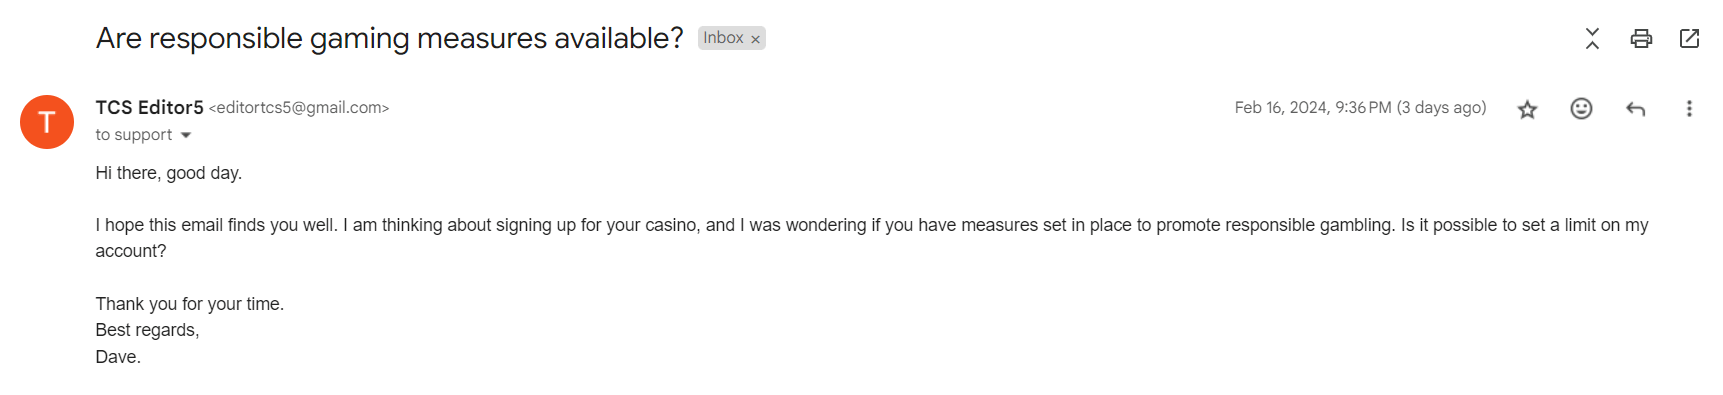 Are responsible gaming measures available? Inbox ×
TCS Editor5 <editortcs5@gmail.com> Feb 16, 2024, 9:36 PM (3 days ago)
T
to support
Hi there, good day.
I hope this email finds you well. I am thinking about signing up for your casino, and I was wondering if you have measures set in place to promote responsible gambling. Is it possible to set a limit on my
account?
Thank you for your time.
Best regards,
Dave.